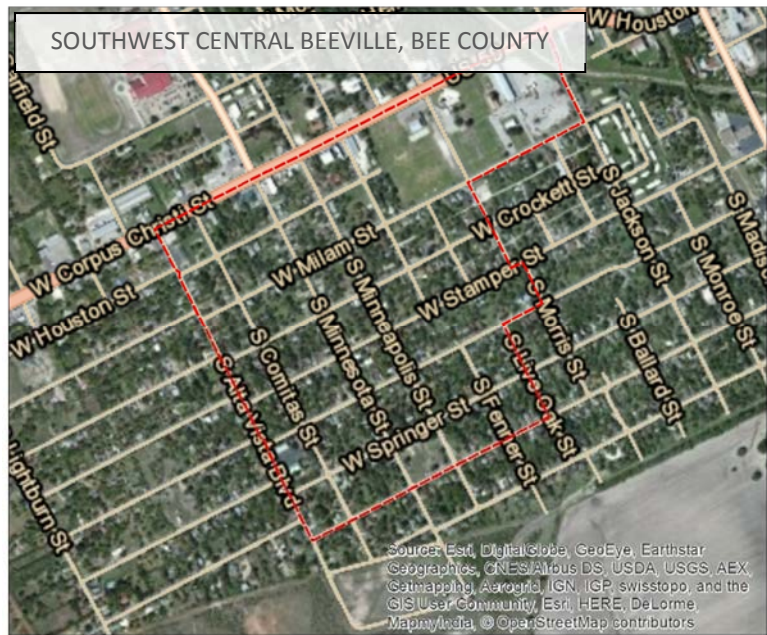 SOUTHWEST CENTRAL BEEVILLE, BEE COUNTY
W Houston
Garfield St
W Corpus Christi St
W Houston St
W Milam St
W Crockett St
W Stamper St
S Jackson St
S Madiso
S Monroe St
S Morris St
S Ballard St
S Live Oak St
S Minneapolis St
S Minnesota St
S Comitas St
S Alta Vista Blvd
W Springer St
S Fenner St
Lightburn St
Source: Esri, DigitalGlobe, GeoEye, Earthstar
Geographics, CNES/Airbus DS, USDA, USGS, AEX,
Getmapping, Aerogrid, IGN, IGP, swisstopo, and the
GIS User Community, Esri, HERE, DeLorme,
MapmyIndia, © OpenStreetMap contributors